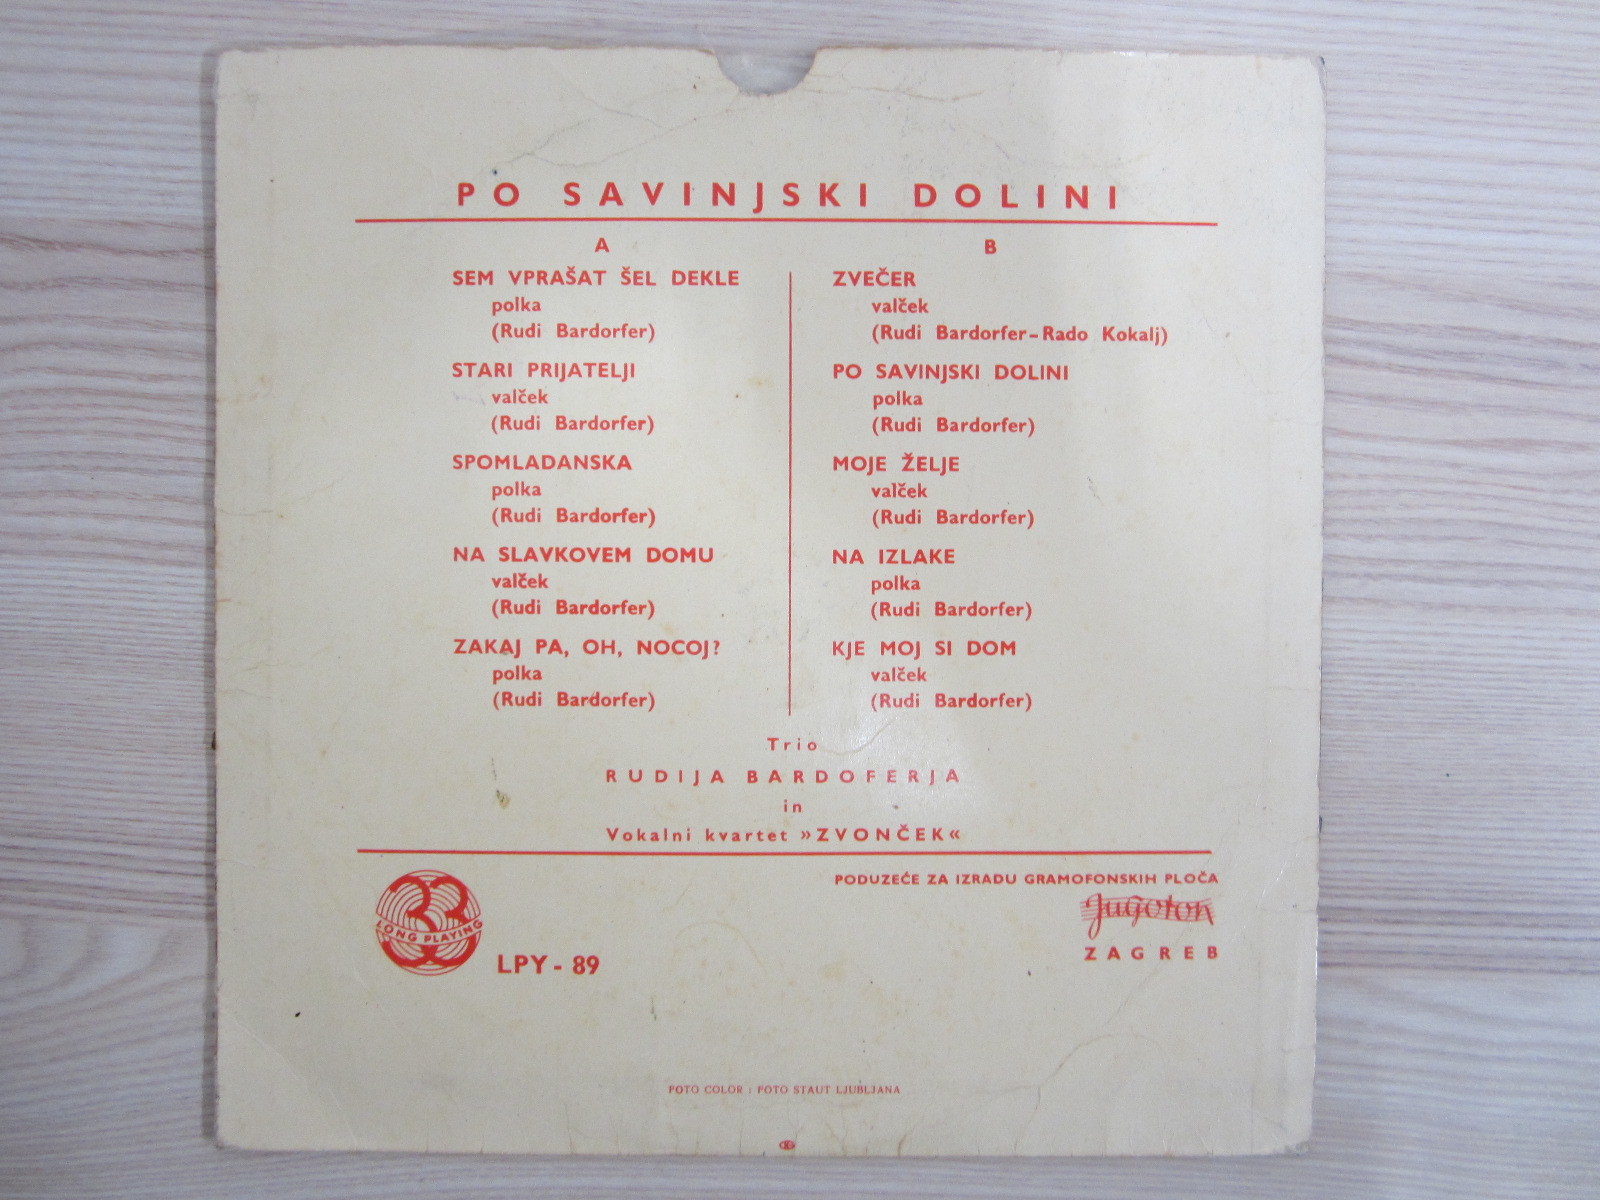 PO SAVINJSKI DOLINI
A
SEM VPRAŠAT ŠEL DEKLE
polka
(Rudi Bardorfer)
STARI PRIJATELJI
valček
(Rudi Bardorfer)
SPOMLADANSKA
polka
(Rudi Bardorfer)
NA SLAVKOVEM DOMU
valček
(Rudi Bardorfer)
ZAKAJ PA, OH, NOCOJ?
polka
(Rudi Bardorfer)
B
ZVEČER
valček
(Rudi Bardorfer-Rado Kokalj)
PO SAVINJSKI DOLINI
polka
(Rudi Bardorfer)
MOJE ŽELJE
valček
(Rudi Bardorfer)
NA IZLAKE
polka
(Rudi Bardorfer)
KJE MOJ SI DOM
valček
(Rudi Bardorfer)
Trio
RUDIJA BARDOFERJA
in
Vokalni kvartet »ZVONČEK«
33
LONG PLAYING
33
LPY - 89
PODUZEĆE ZA IZRADU GRAMOFONSKIH PLOČA
Jugoton
ZAGREB
FOTO COLOR : FOTO STAUT LJUBLJANA